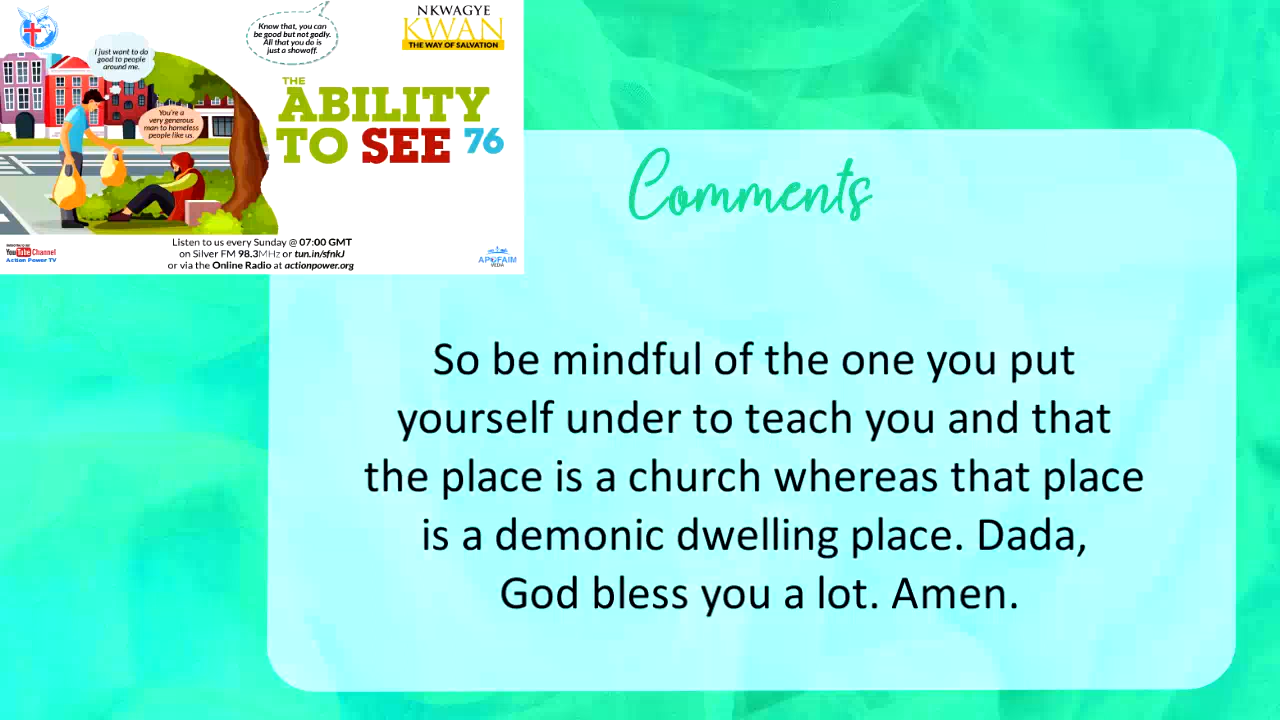 Know that, you can
be good but not godly.
All that you do is
just a showoff.
NKWAGYE
KWAN
THE WAY OF SALVATION
I just want to do
good to people
around me.
You're a
very generous
man to homeless
people like us.
THE
ABILITY
TO SEE 76
Listen to us every Sunday @ 07:00 GMT
on Silver FM 98.3MHz or tun.in/sfnkJ
or via the Online Radio at actionpower.org
YouTube Channel
Action Power TV
APOFAIM
MEDIA
Comments
So be mindful of the one you put
yourself under to teach you and that
the place is a church whereas that place
is a demonic dwelling place. Dada,
God bless you a lot. Amen.